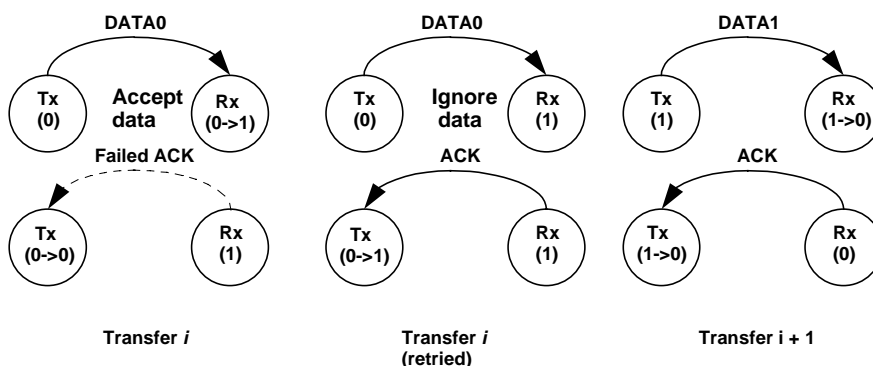 DATA0
Tx
(0)
Accept
data
Rx
(0->1)
Failed ACK
Tx
(0->0)
Rx
(1)
Transfer i
DATA0
Tx
(0)
Ignore
data
Rx
(1)
ACK
Tx
(0->1)
Rx
(1)
Transfer i
(retried)
DATA1
Tx
(1)
Rx
(1->0)
ACK
Tx
(1->0)
Rx
(0)
Transfer i + 1